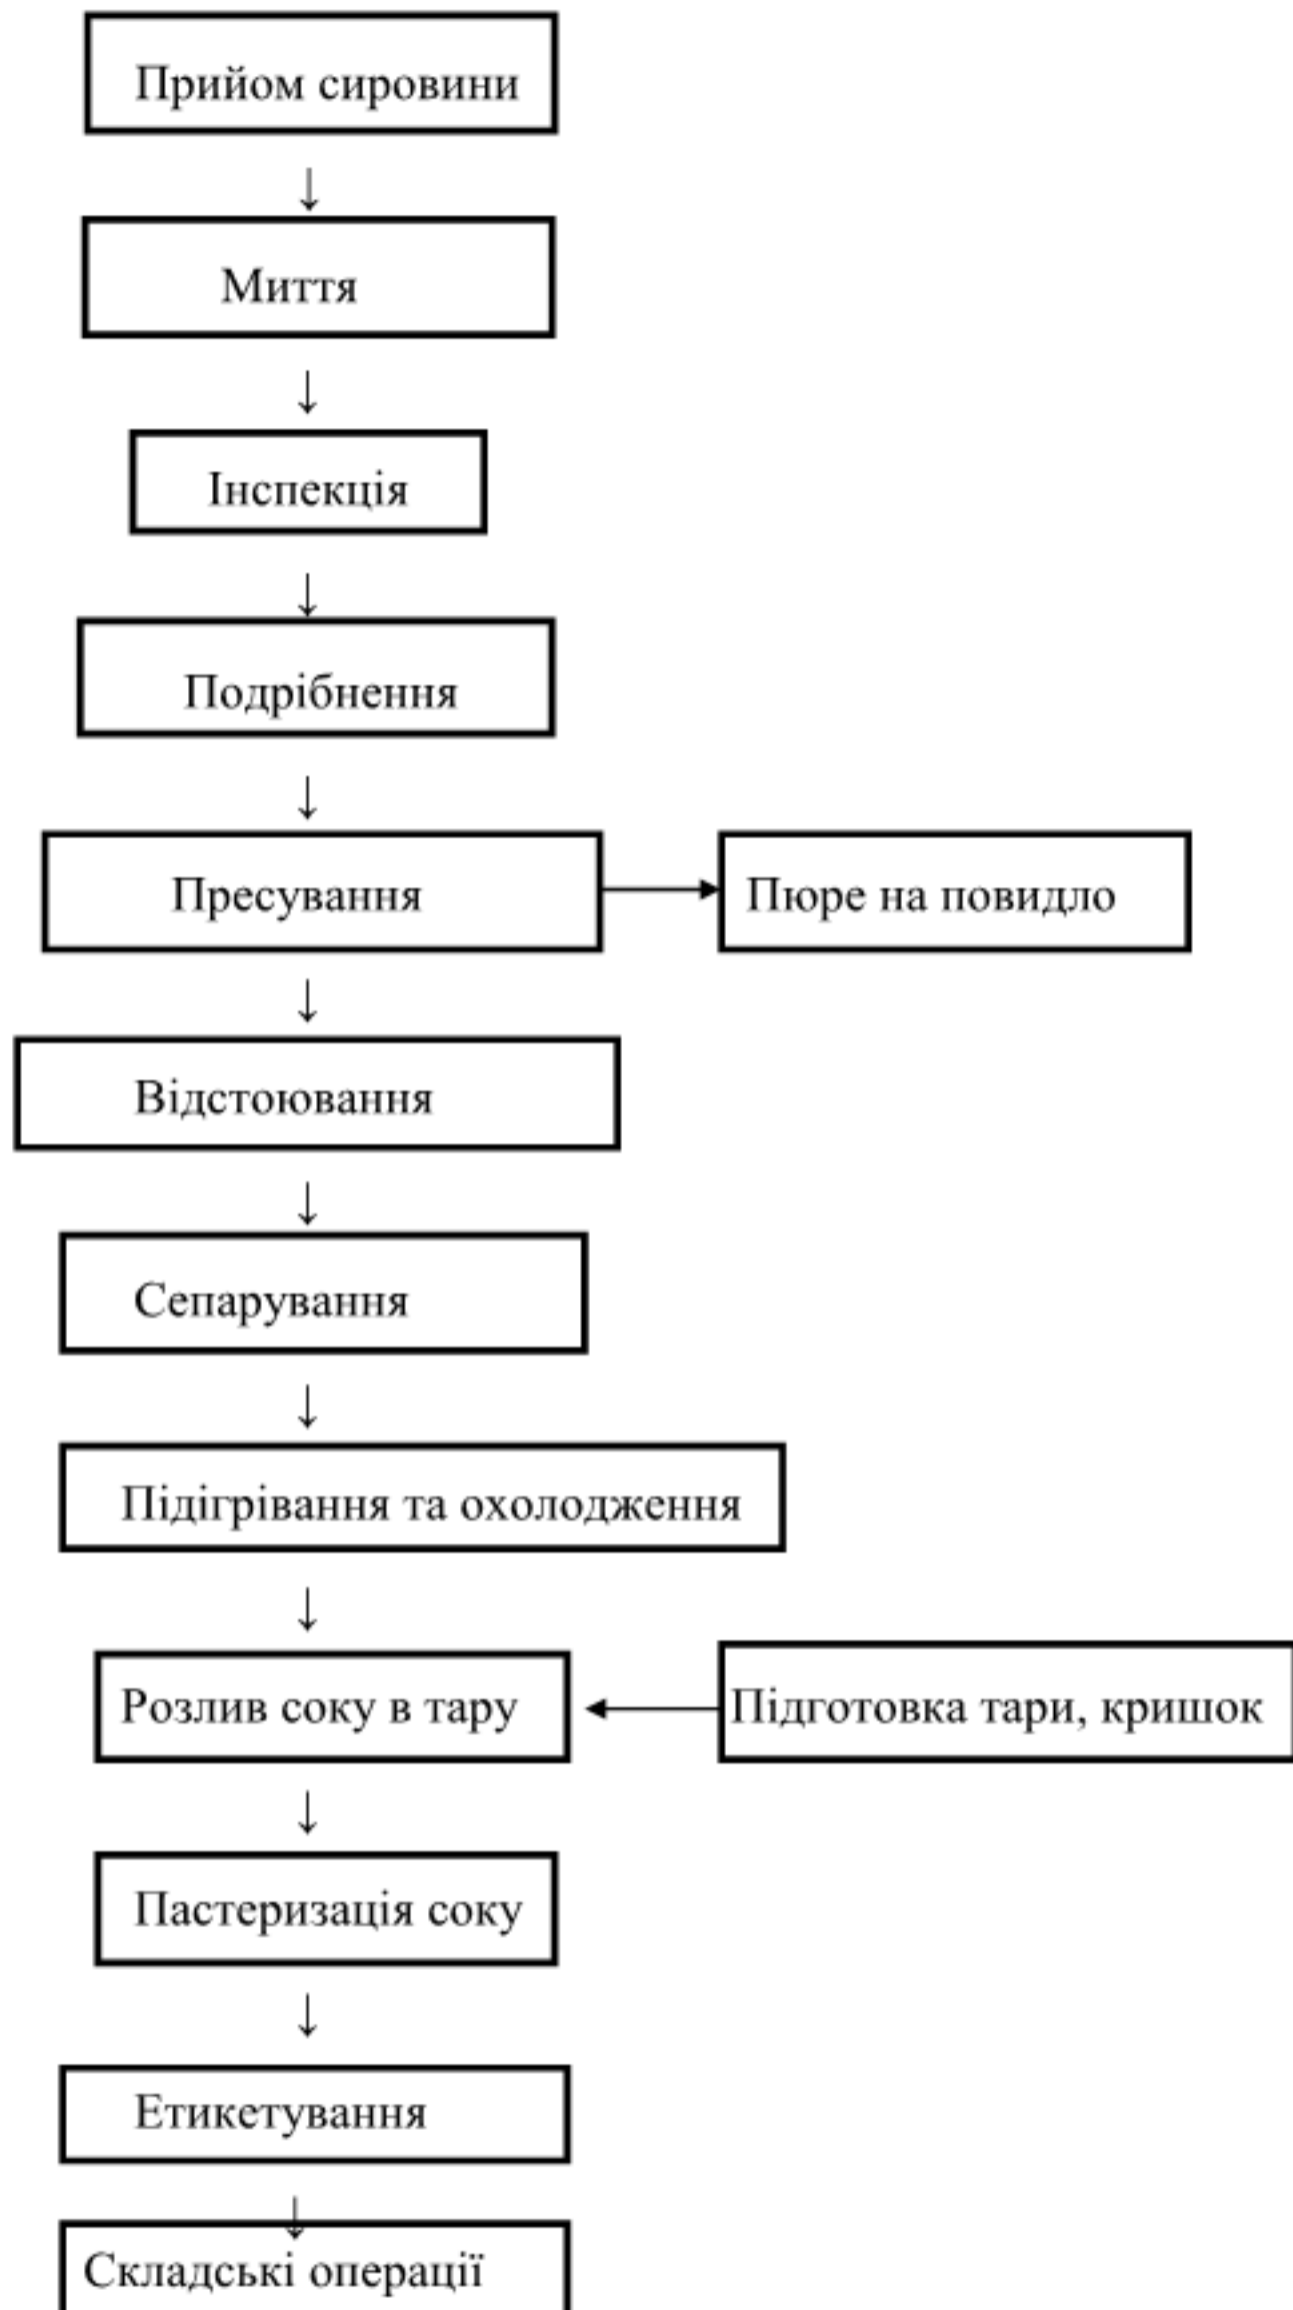 Прийом сировини
Миття
Інспекція
Подрібнення
Пресування
Пюре на повидло
Відстоювання
Сепарування
Підігрівання та охолодження
Розлив соку в тару
Підготовка тари, кришок
Пастеризація соку
Етикетування
Складські операції